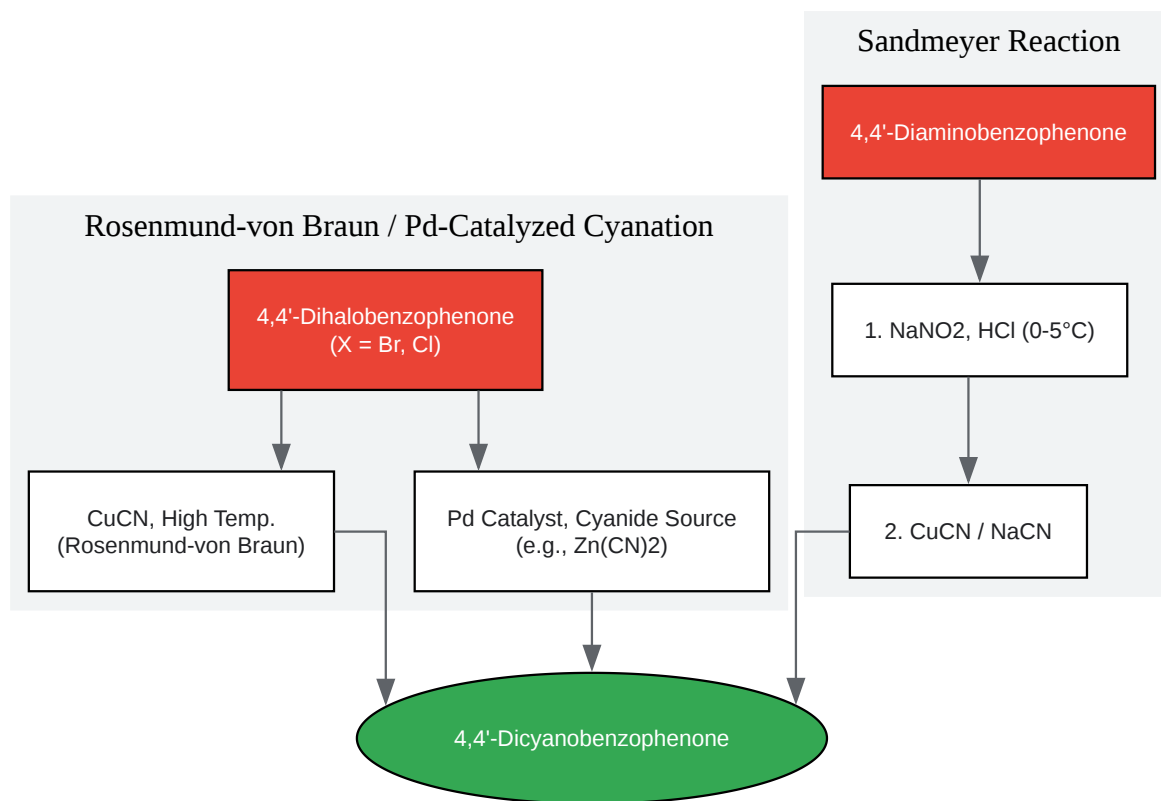 Sandmeyer Reaction
4,4'-Diaminobenzophenone
Rosenmund-von Braun / Pd-Catalyzed Cyanation
4,4'-Dihalobenzophenone
(X = Br, Cl)
1. NaNO2, HCl (0-5°C)
CuCN, High Temp.
(Rosenmund-von Braun)
Pd Catalyst, Cyanide Source
(e.g., Zn(CN)2)
2. CuCN / NaCN
4,4'-Dicyanobenzophenone